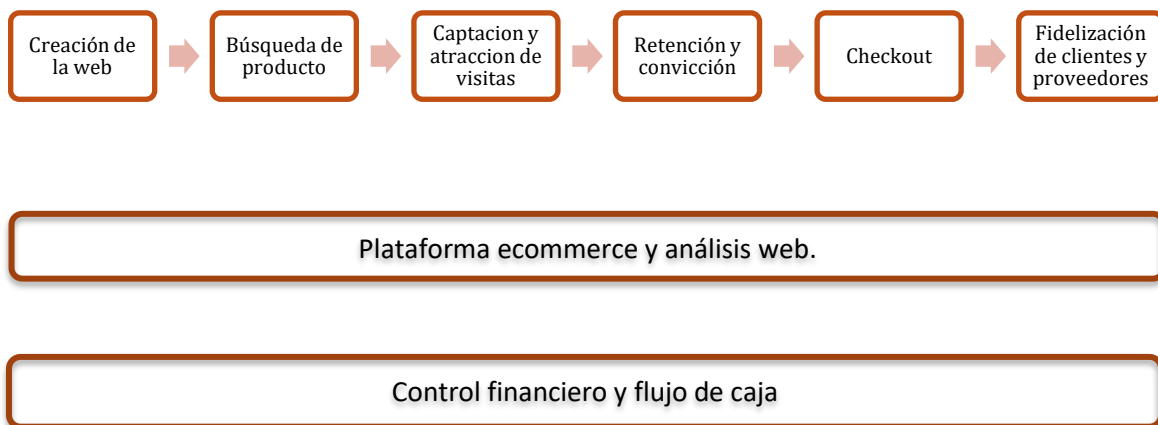 Creación de
la web
Búsqueda de
producto
Captacion y
atraccion de
visitas
Retención y
convicción
Checkout
Fidelización
de clientes y
proveedores
Plataforma ecommerce y análisis web.
Control financiero y flujo de caja